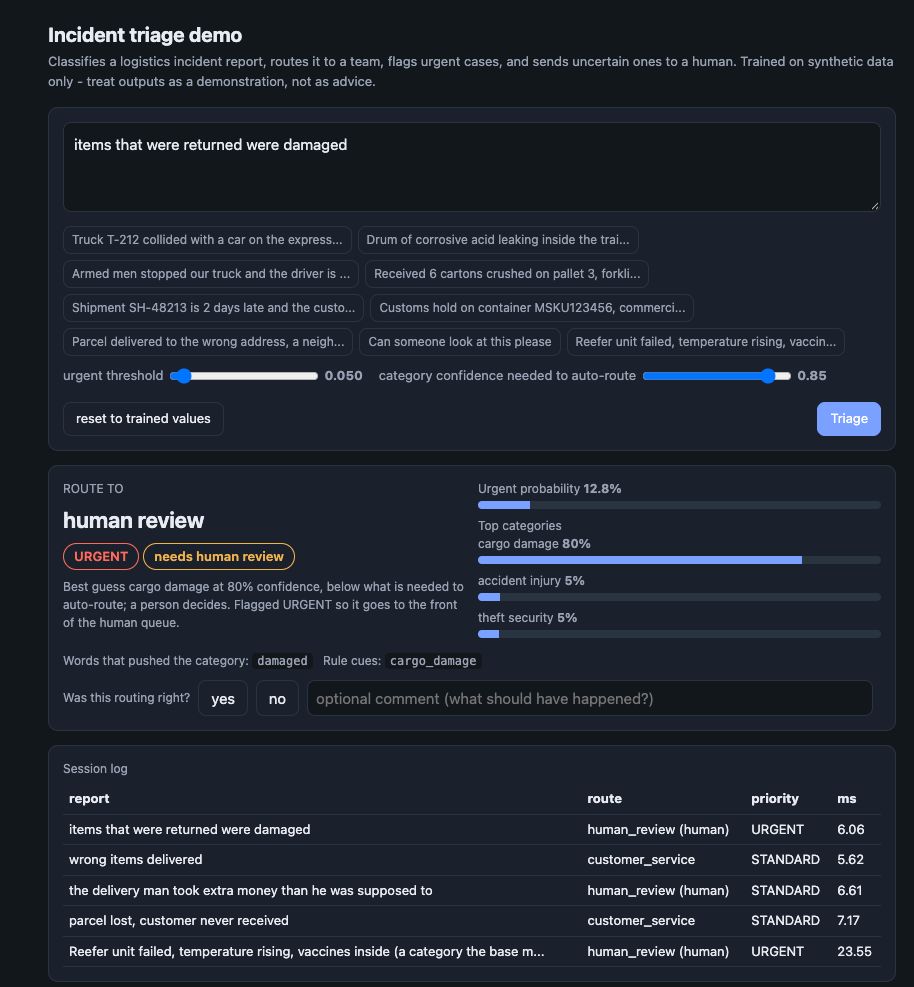 Incident triage demo
Classifies a logistics incident report, routes it to a team, flags urgent cases, and sends uncertain ones to a human. Trained on synthetic data
only - treat outputs as a demonstration, not as advice.
items that were returned were damaged
Truck T-212 collided with a car on the express...
Drum of corrosive acid leaking inside the trai...
Armed men stopped our truck and the driver is ...
Received 6 cartons crushed on pallet 3, forkli...
Shipment SH-48213 is 2 days late and the custo...
Customs hold on container MSKU123456, commerci...
Parcel delivered to the wrong address, a neigh...
Can someone look at this please
Reefer unit failed, temperature rising, vaccin...
urgent threshold 0.050 category confidence needed to auto-route 0.85
reset to trained values
Triage
ROUTE TO
human review
URGENT needs human review
Best guess cargo damage at 80% confidence, below what is needed to
auto-route; a person decides. Flagged URGENT so it goes to the front
of the human queue.
Urgent probability 12.8%
Top categories
cargo damage 80%
accident injury 5%
theft security 5%
Words that pushed the category: damaged Rule cues: cargo_damage
Was this routing right? yes no optional comment (what should have happened?)
Session log
report route priority ms
items that were returned were damaged human_review (human) URGENT 6.06
wrong items delivered customer_service STANDARD 5.62
the delivery man took extra money than he was supposed to human_review (human) STANDARD 6.61
parcel lost, customer never received customer_service STANDARD 7.17
Reefer unit failed, temperature rising, vaccines inside (a category the base m... human_review (human) URGENT 23.55